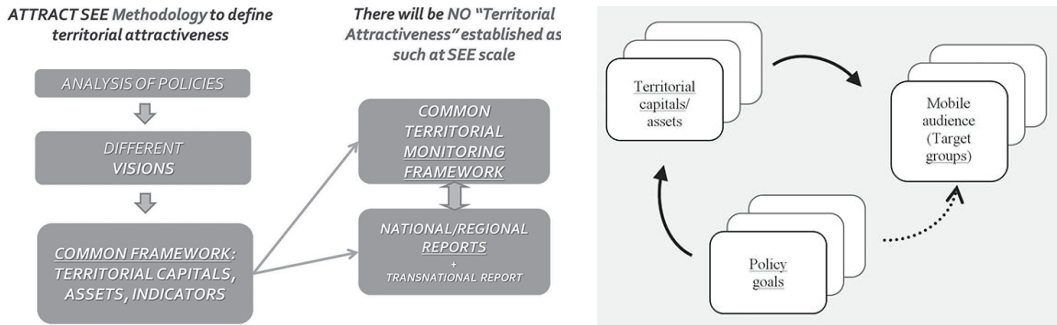 ATTRACT SEE Methodology to define
territorial attractiveness
ANALYSIS OF POLICIES
DIFFERENT
VISIONS
COMMON FRAMEWORK:
TERRITORIAL CAPITALS,
ASSETS, INDICATORS
There will be NO “Territorial
Attractiveness” established as
such at SEE scale
COMMON
TERRITORIAL
MONITORING
FRAMEWORK
NATIONAL/REGIONAL
REPORTS
+
TRANSNATIONAL REPORT
Territorial
capitals/
assets
Mobile
audience
(Target
groups)
Policy
goals